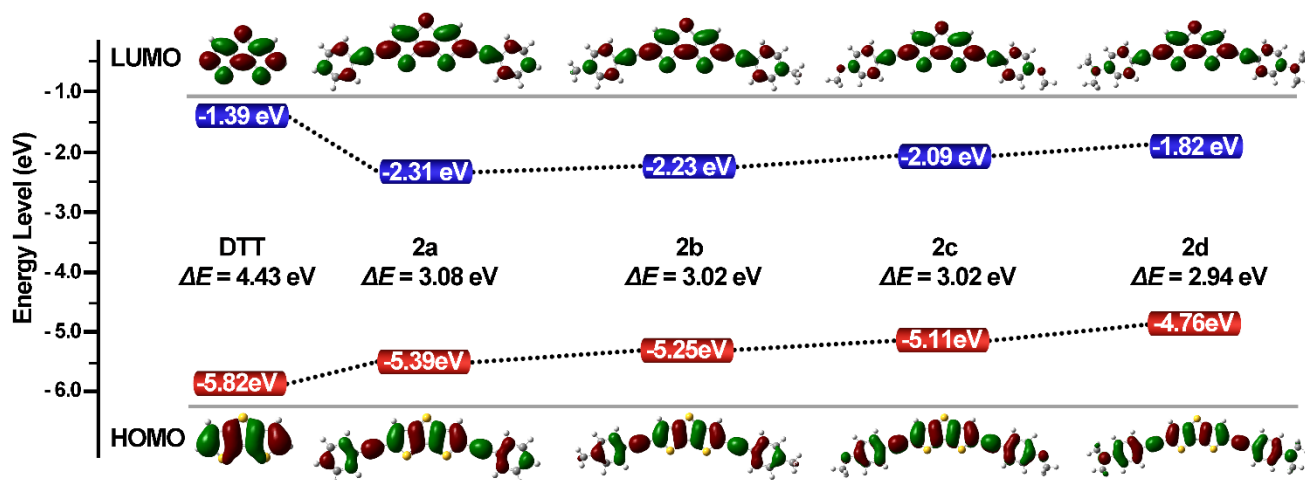 LUMO
-1.0
-1.39 eV
-2.0
-2.31 eV
-2.23 eV
-2.09 eV
-1.82 eV
-3.0
Energy Level (eV)
DTT
2a
2b
2c
2d
ΔE = 4.43 eV
ΔE = 3.08 eV
ΔE = 3.02 eV
ΔE = 3.02 eV
ΔE = 2.94 eV
-4.0
-5.0
-5.82eV
-5.39eV
-5.25eV
-5.11eV
-4.76eV
-6.0
HOMO